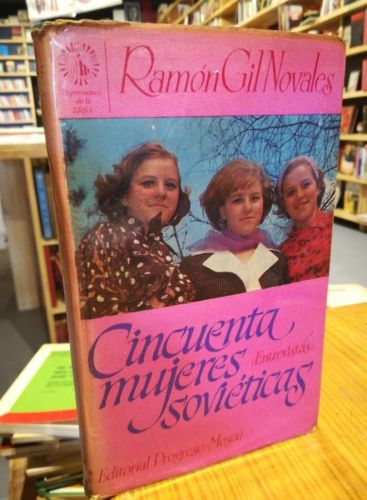 Ramón Gil Novales
Impresiones
de la
URSS
Cincuenta
mujeres
(Entrevistas)
soviéticas
Editorial Progreso-Moscú